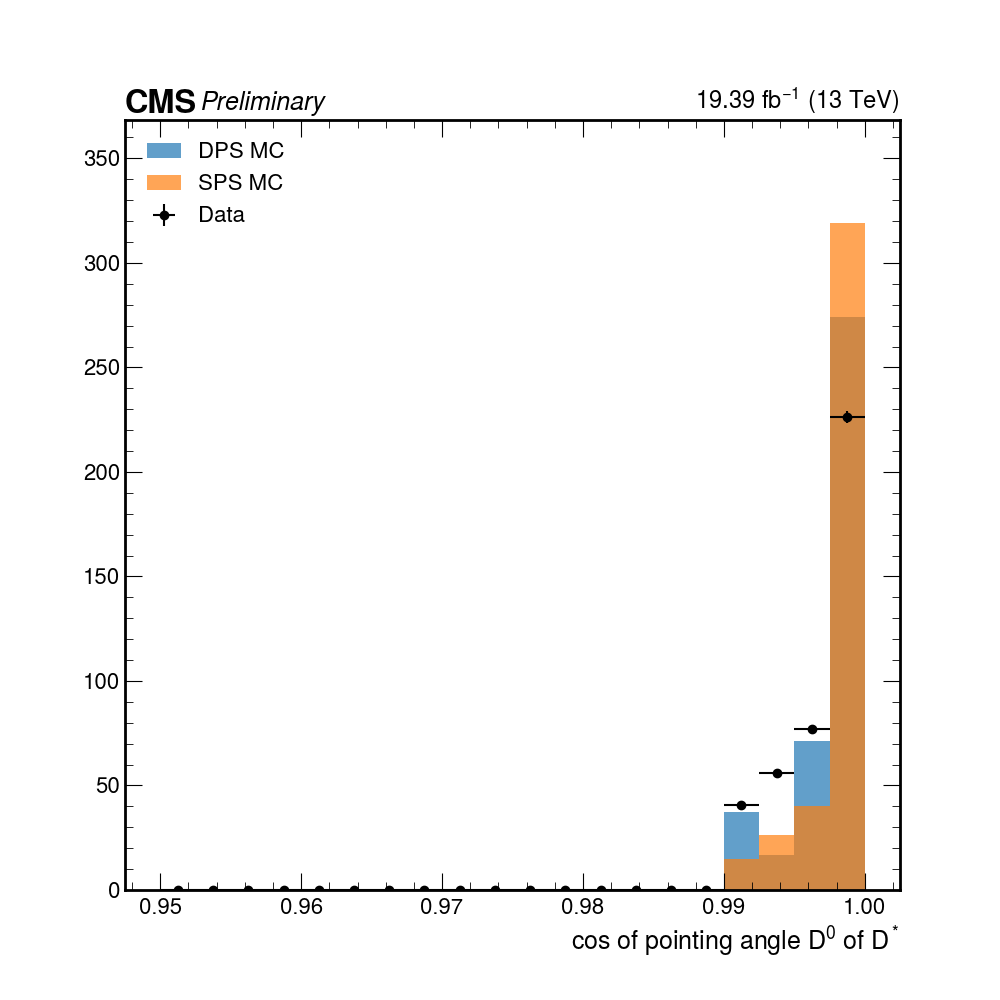 CMS Preliminary 19.39 fb⁻¹ (13 TeV)
DPS MC
SPS MC
Data
350
300
250
200
150
100
50
0
0.95 0.96 0.97 0.98 0.99 1.00
cos of pointing angle D⁰ of D*